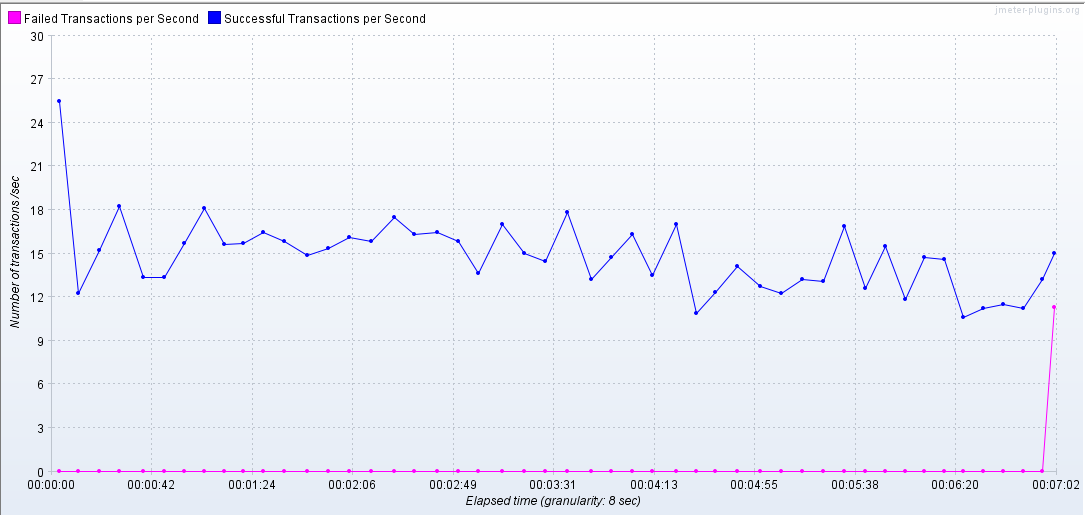 jmeter-plugins.org
Failed Transactions per Second Successful Transactions per Second
30
27
24
21
18
15
12
9
6
3
0
Number of transactions /sec
00:00:00 00:00:42 00:01:24 00:02:06 00:02:49 00:03:31 00:04:13 00:04:55 00:05:38 00:06:20 00:07:02
Elapsed time (granularity: 8 sec)